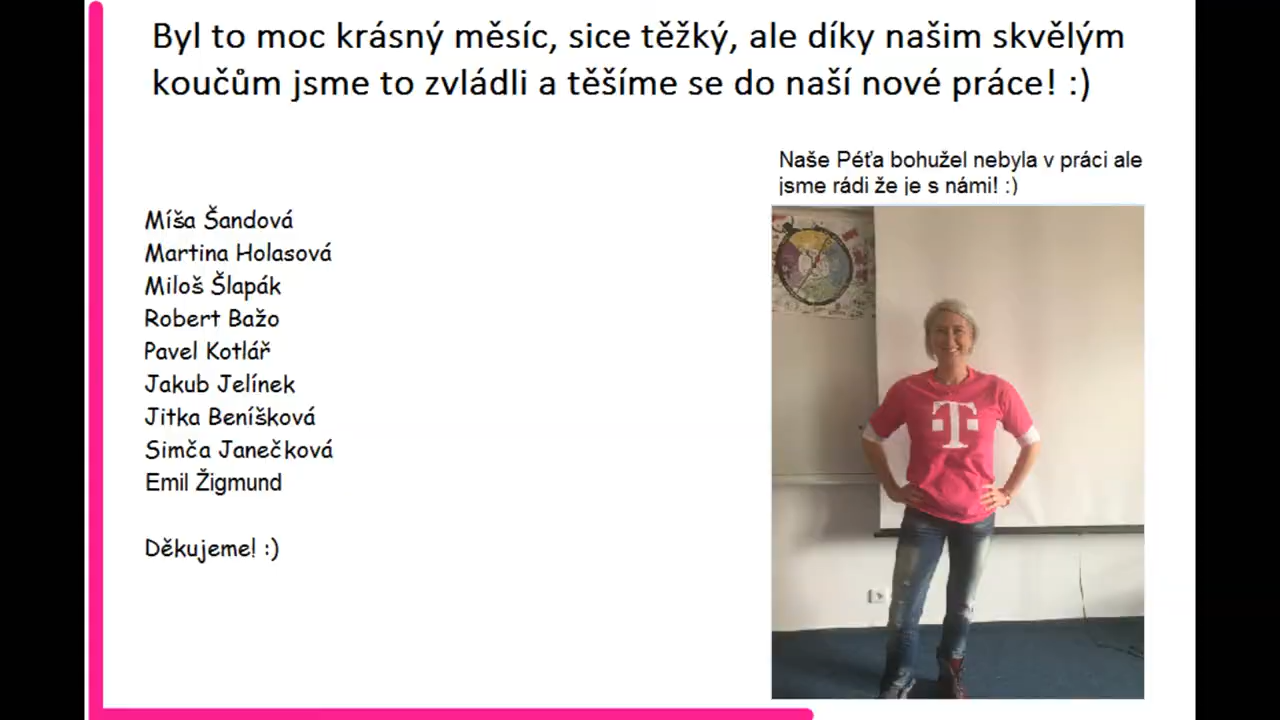 Byl to moc krásný měsíc, sice těžký, ale díky našim skvělým
koučům jsme to zvládli a těšíme se do naší nové práce! :)
Naše Péťa bohužel nebyla v práci ale
jsme rádi že je s námi! :)
Míša Šandová
Martina Holasová
Miloš Šlapák
Robert Bažo
Pavel Kotlář
Jakub Jelínek
Jitka Beníšková
Simča Janečková
Emil Žigmund
Děkujeme! :)
T